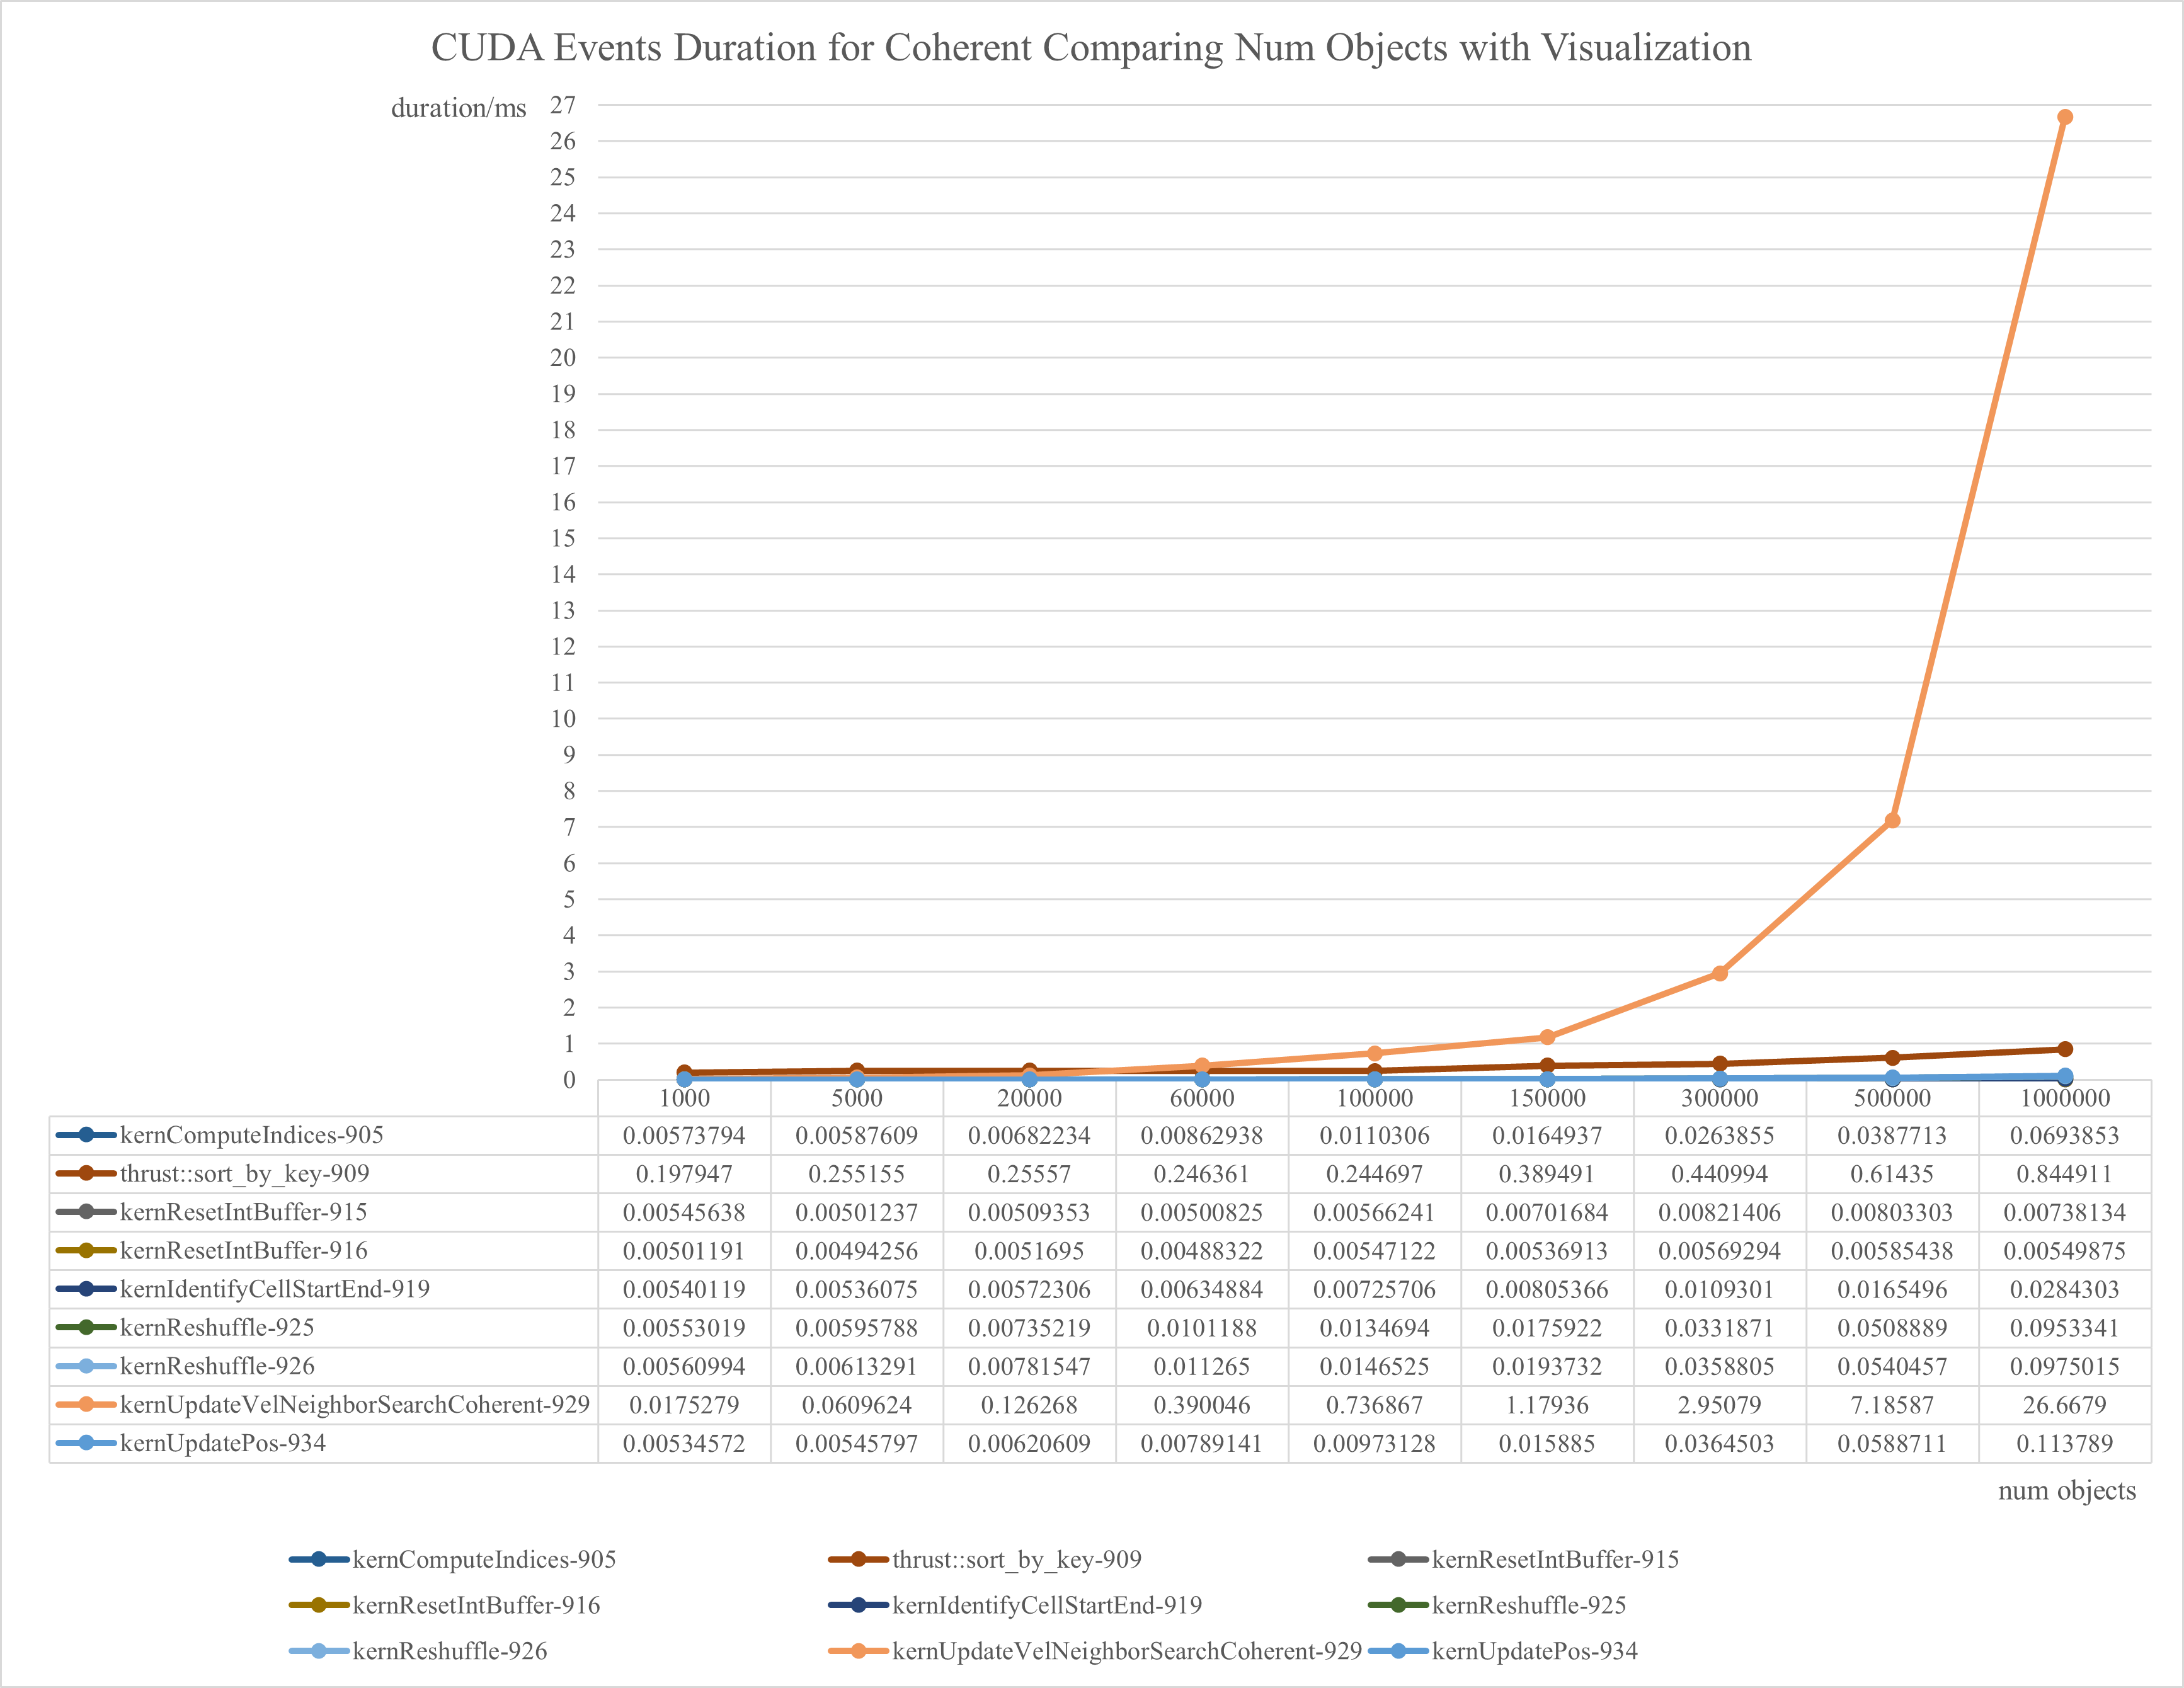 CUDA Events Duration for Coherent Comparing Num Objects with Visualization
duration/ms
27
26
25
24
23
22
21
20
19
18
17
16
15
14
13
12
11
10
9
8
7
6
5
4
3
2
1
0
1000 5000 20000 60000 100000 150000 300000 500000 1000000
kernComputeIndices-905 0.00573794 0.00587609 0.00682234 0.00862938 0.0110306 0.0164937 0.0263855 0.0387713 0.0693853
thrust::sort_by_key-909 0.197947 0.255155 0.25557 0.246361 0.244697 0.389491 0.440994 0.61435 0.844911
kernResetIntBuffer-915 0.00545638 0.00501237 0.00509353 0.00500825 0.00566241 0.00701684 0.00821406 0.00803303 0.00738134
kernResetIntBuffer-916 0.00501191 0.00494256 0.0051695 0.00488322 0.00547122 0.00536913 0.00569294 0.00585438 0.00549875
kernIdentifyCellStartEnd-919 0.00540119 0.00536075 0.00572306 0.00634884 0.00725706 0.00805366 0.0109301 0.0165496 0.0284303
kernReshuffle-925 0.00553019 0.00595788 0.00735219 0.0101188 0.0134694 0.0175922 0.0331871 0.0508889 0.0953341
kernReshuffle-926 0.00560994 0.00613291 0.00781547 0.011265 0.0146525 0.0193732 0.0358805 0.0540457 0.0975015
kernUpdateVelNeighborSearchCoherent-929 0.0175279 0.0609624 0.126268 0.390046 0.736867 1.17936 2.95079 7.18587 26.6679
kernUpdatePos-934 0.00534572 0.00545797 0.00620609 0.00789141 0.00973128 0.015885 0.0364503 0.0588711 0.113789
num objects
kernComputeIndices-905 thrust::sort_by_key-909 kernResetIntBuffer-915
kernResetIntBuffer-916 kernIdentifyCellStartEnd-919 kernReshuffle-925
kernReshuffle-926 kernUpdateVelNeighborSearchCoherent-929 kernUpdatePos-934